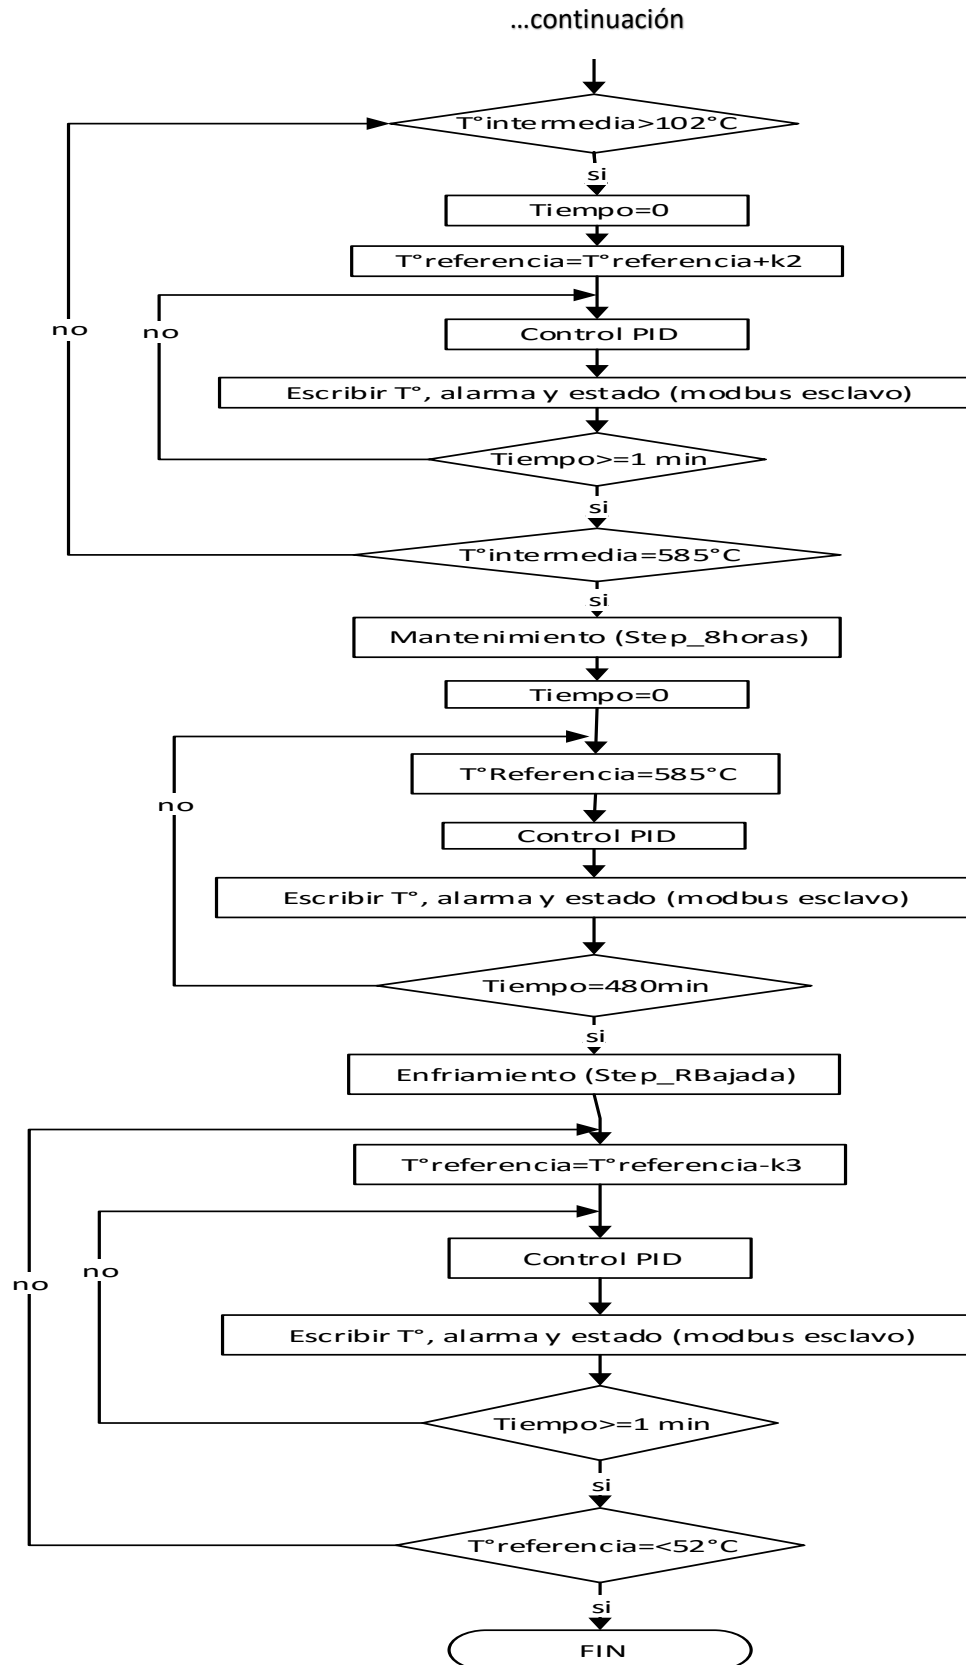 ...continuación
T°intermedia>102°C
si
Tiempo=0
T°referencia=T°referencia+k2
no
no
Control PID
Escribir T°, alarma y estado (modbus esclavo)
Tiempo>=1 min
si
T°intermedia=585°C
si
Mantenimiento (Step_8horas)
Tiempo=0
T°Referencia=585°C
no
Control PID
Escribir T°, alarma y estado (modbus esclavo)
Tiempo=480min
si
Enfriamiento (Step_RBajada)
T°referencia=T°referencia-k3
Control PID
no
no
Escribir T°, alarma y estado (modbus esclavo)
Tiempo>=1 min
si
T°referencia=<52°C
si
FIN